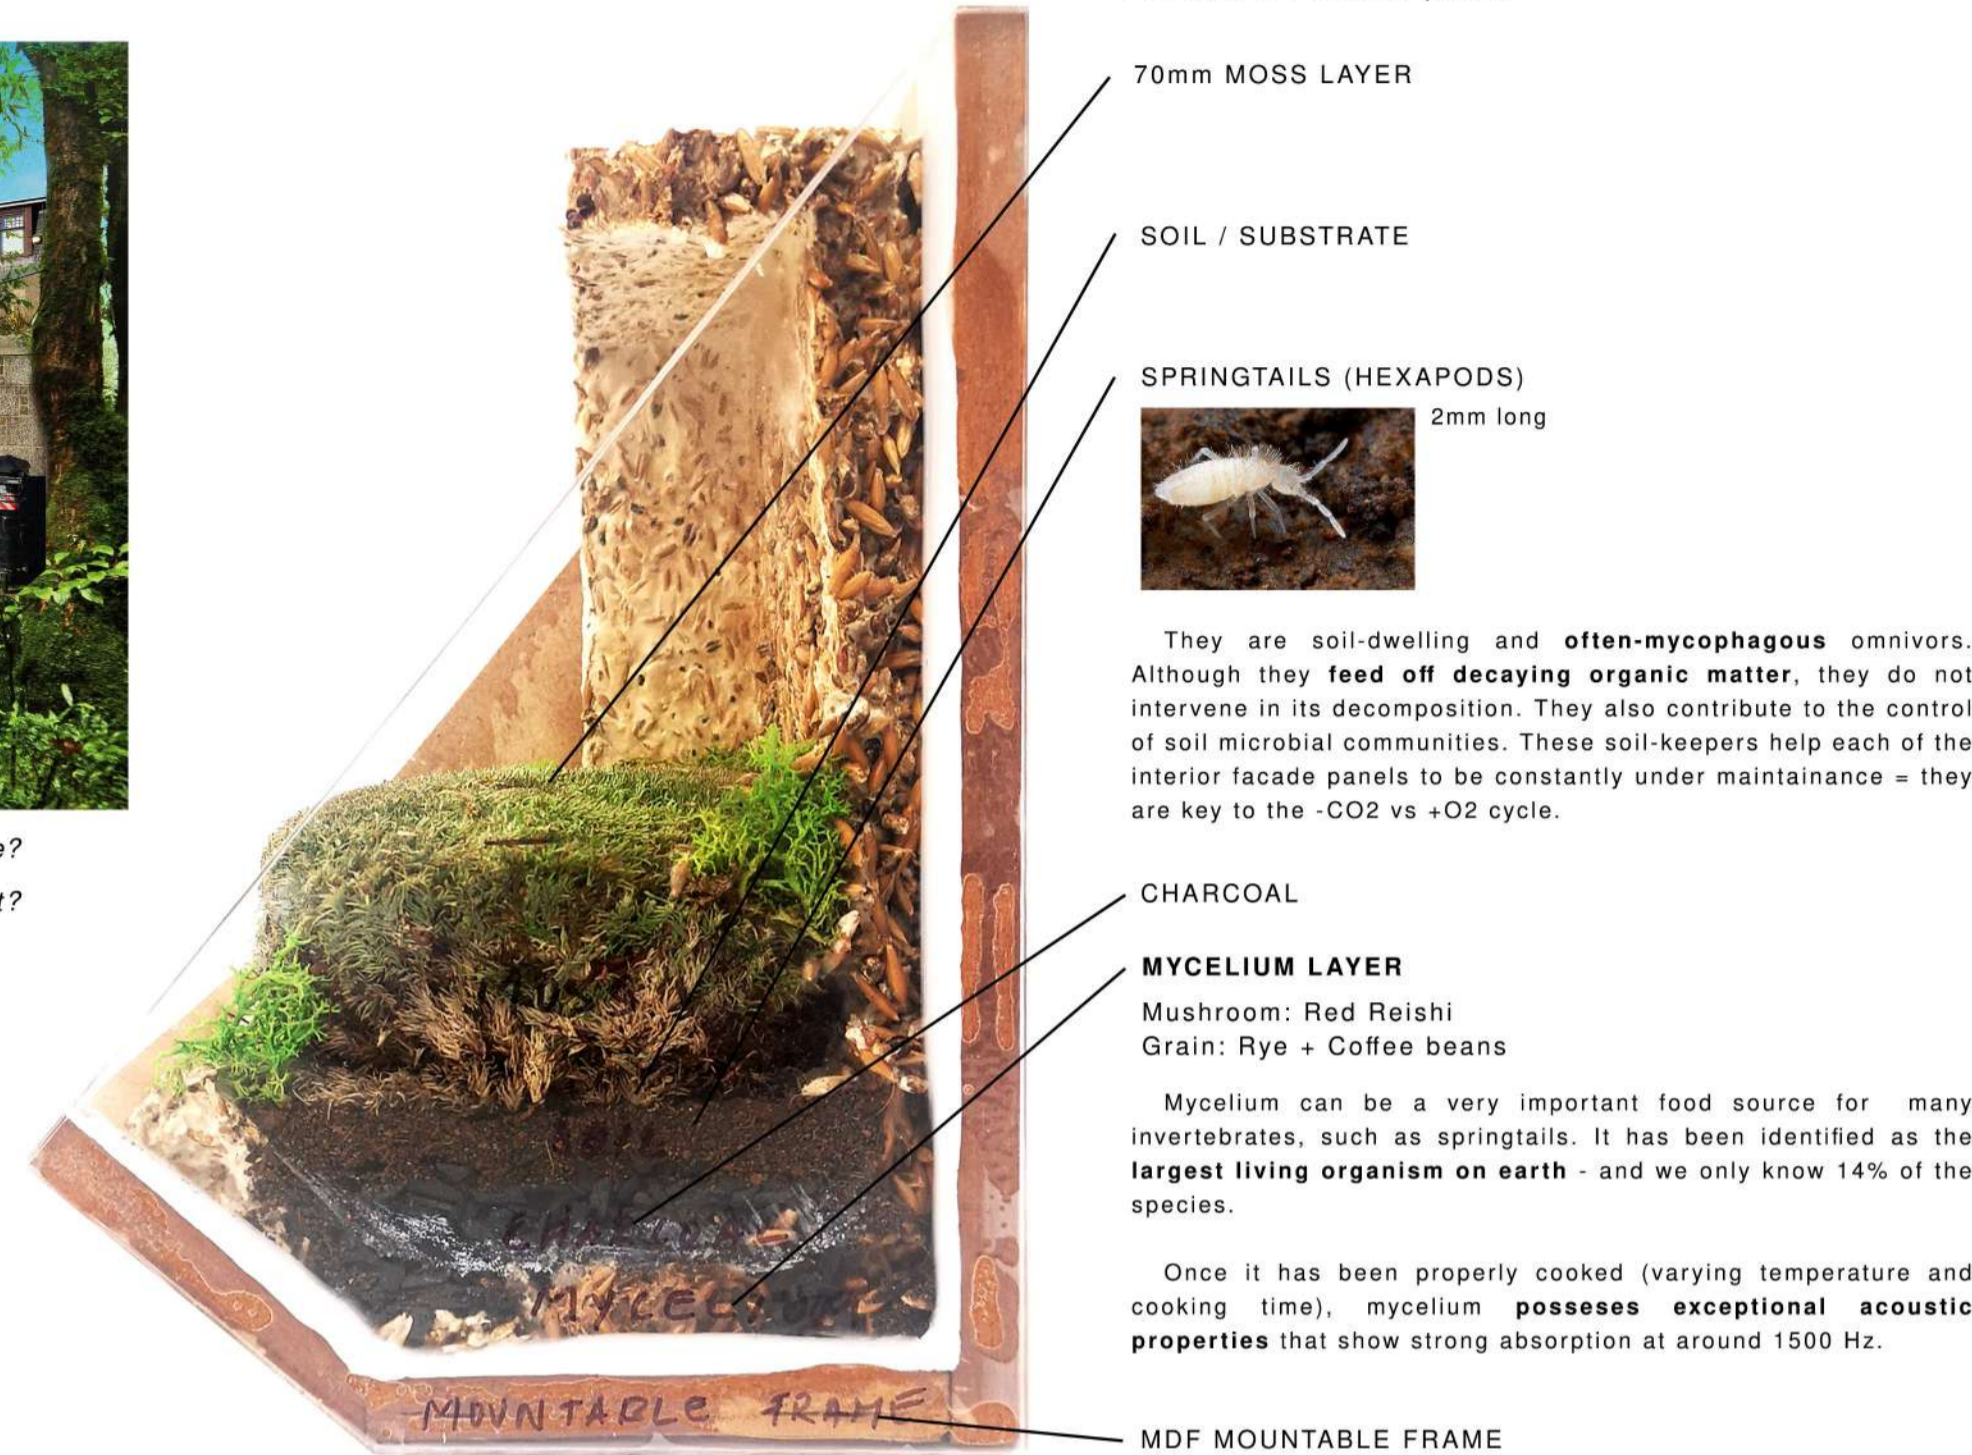 e?
t?
70mm MOSS LAYER
SOIL / SUBSTRATE
SPRINGTAILS (HEXAPODS)
2mm long
They are soil-dwelling and often-mycophagous omnivors.
Although they feed off decaying organic matter, they do not
intervene in its decomposition. They also contribute to the control
of soil microbial communities. These soil-keepers help each of the
interior facade panels to be constantly under maintainance = they
are key to the -CO2 vs +O2 cycle.
CHARCOAL
MYCELIUM LAYER
Mushroom: Red Reishi
Grain: Rye + Coffee beans
Mycelium can be a very important food source for many
invertebrates, such as springtails. It has been identified as the
largest living organism on earth - and we only know 14% of the
species.
Once it has been properly cooked (varying temperature and
cooking time), mycelium posseses exceptional acoustic
properties that show strong absorption at around 1500 Hz.
MDF MOUNTABLE FRAME
SOIL
CHARCOAL
MYCELIUM
MOUNTABLE FRAME